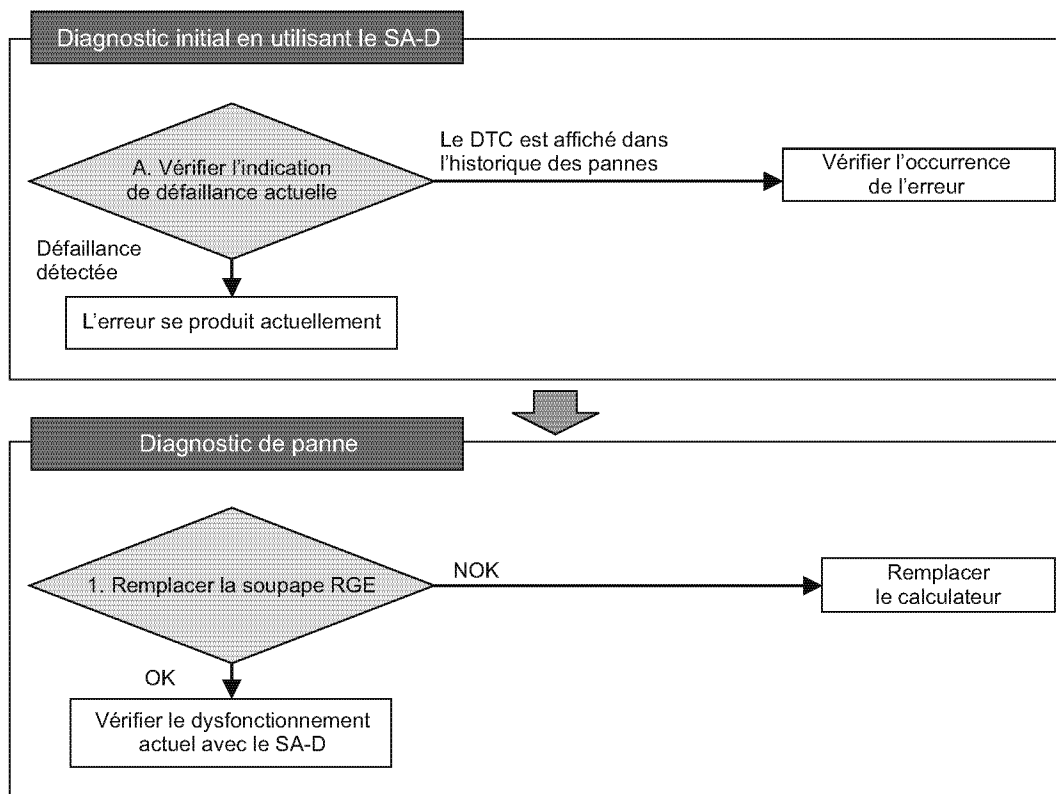 Diagnostic initial en utilisant le SA-D
A. Vérifier l'indication
de défaillance actuelle
Le DTC est affiché dans
l'historique des pannes
Vérifier l'occurrence
de l'erreur
Défaillance
détectée
L'erreur se produit actuellement
Diagnostic de panne
1. Remplacer la soupape RGE
NOK
Remplacer
le calculateur
OK
Vérifier le dysfonctionnement
actuel avec le SA-D